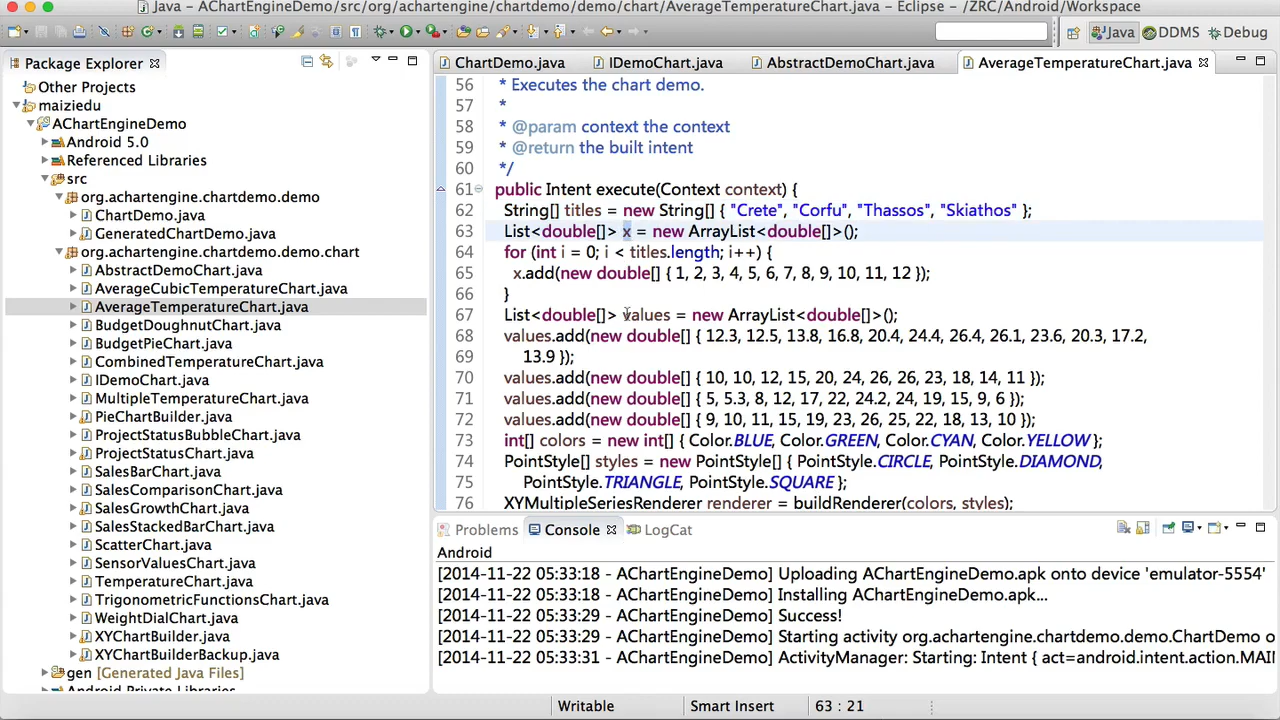 Java - AChartEngineDemo/src/org/achartengine/chartdemo/demo/chart/AverageTemperatureChart.java - Eclipse - /ZRC/Android/Workspace
Java DDMS Debug
Package Explorer
Other Projects
maiziedu
AChartEngineDemo
Android 5.0
Referenced Libraries
src
org.achartengine.chartdemo.demo
ChartDemo.java
GeneratedChartDemo.java
org.achartengine.chartdemo.demo.chart
AbstractDemoChart.java
AverageCubicTemperatureChart.java
AverageTemperatureChart.java
BudgetDoughnutChart.java
BudgetPieChart.java
CombinedTemperatureChart.java
IDemoChart.java
MultipleTemperatureChart.java
PieChartBuilder.java
ProjectStatusBubbleChart.java
ProjectStatusChart.java
SalesBarChart.java
SalesComparisonChart.java
SalesGrowthChart.java
SalesStackedBarChart.java
ScatterChart.java
SensorValuesChart.java
TemperatureChart.java
TrigonometricFunctionsChart.java
WeightDialChart.java
XYChartBuilder.java
XYChartBuilderBackup.java
gen [Generated Java Files]
Android Private Libraries
ChartDemo.java IDemoChart.java AbstractDemoChart.java AverageTemperatureChart.java
56 * Executes the chart demo.
57 *
58 * @param context the context
59 * @return the built intent
60 */
61 public Intent execute(Context context) {
62 String[] titles = new String[] { "Crete", "Corfu", "Thassos", "Skiathos" };
63 List<double[]> x = new ArrayList<double[]>();
64 for (int i = 0; i < titles.length; i++) {
65 x.add(new double[] { 1, 2, 3, 4, 5, 6, 7, 8, 9, 10, 11, 12 });
66 }
67 List<double[]> values = new ArrayList<double[]>();
68 values.add(new double[] { 12.3, 12.5, 13.8, 16.8, 20.4, 24.4, 26.4, 26.1, 23.6, 20.3, 17.2,
69 13.9 });
70 values.add(new double[] { 10, 10, 12, 15, 20, 24, 26, 26, 23, 18, 14, 11 });
71 values.add(new double[] { 5, 5.3, 8, 12, 17, 22, 24.2, 24, 19, 15, 9, 6 });
72 values.add(new double[] { 9, 10, 11, 15, 19, 23, 26, 25, 22, 18, 13, 10 });
73 int[] colors = new int[] { Color.BLUE, Color.GREEN, Color.CYAN, Color.YELLOW };
74 PointStyle[] styles = new PointStyle[] { PointStyle.CIRCLE, PointStyle.DIAMOND,
75 PointStyle.TRIANGLE, PointStyle.SQUARE };
76 XYMultipleSeriesRenderer renderer = buildRenderer(colors, styles);
Problems Console LogCat
Android
[2014-11-22 05:33:18 - AChartEngineDemo] Uploading AChartEngineDemo.apk onto device 'emulator-5554'
[2014-11-22 05:33:18 - AChartEngineDemo] Installing AChartEngineDemo.apk...
[2014-11-22 05:33:29 - AChartEngineDemo] Success!
[2014-11-22 05:33:29 - AChartEngineDemo] Starting activity org.achartengine.chartdemo.demo.ChartDemo o
[2014-11-22 05:33:31 - AChartEngineDemo] ActivityManager: Starting: Intent { act=android.intent.action.MAIN
Writable Smart Insert 63 : 21